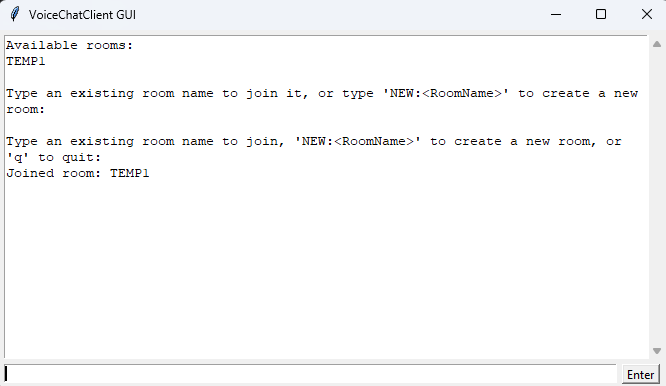 VoiceChatClient GUI
Available rooms:
TEMP1
Type an existing room name to join it, or type 'NEW:<RoomName>' to create a new
room:
Type an existing room name to join, 'NEW:<RoomName>' to create a new room, or
'q' to quit:
Joined room: TEMP1
Enter